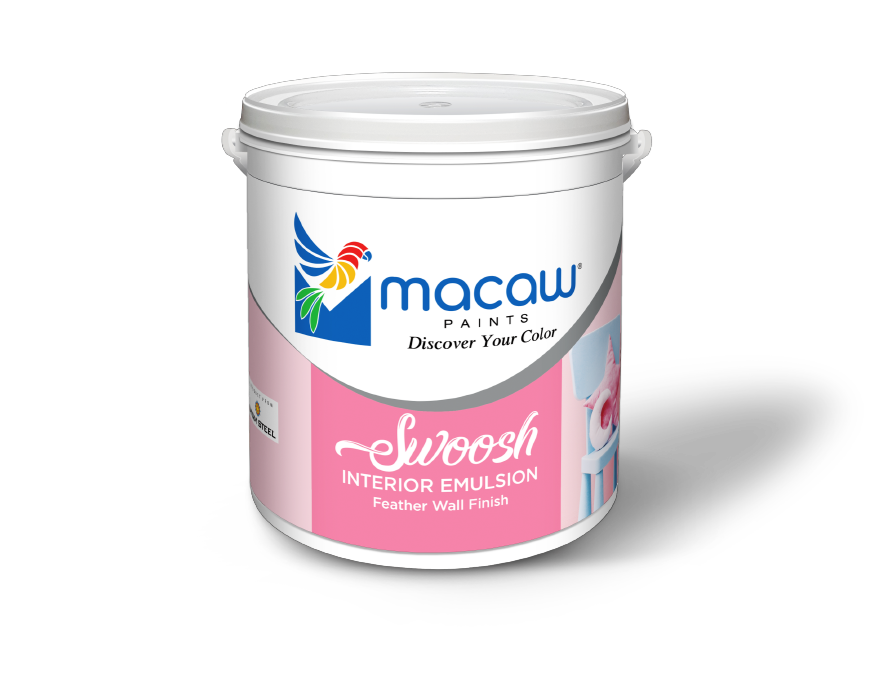 macaw®
PAINTS
Discover Your Color
STEEL
Swoosh
INTERIOR EMULSION
Feather Wall Finish